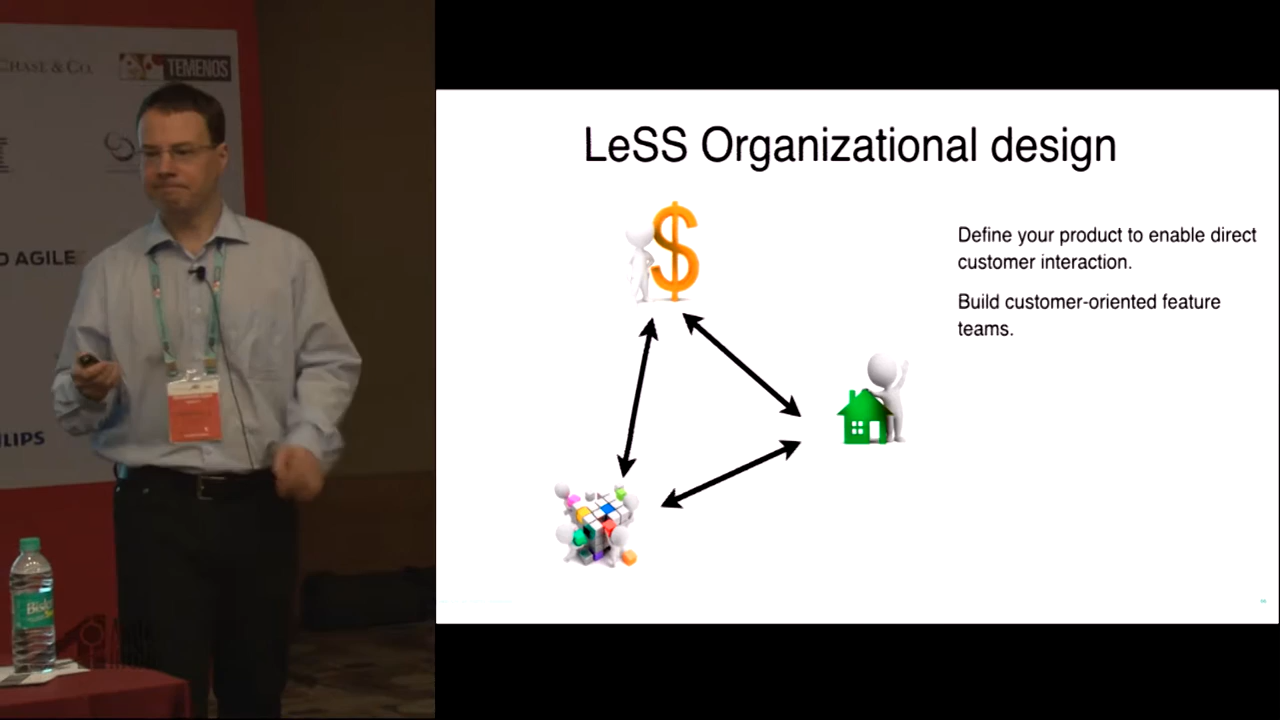 CHASE & CO.
TEMENOS
D AGILE
ILIPS
LeSS Organizational design
$
Define your product to enable direct
customer interaction.
Build customer-oriented feature
teams.